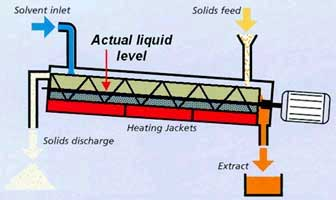 Solvent inlet
Solids feed
Actual liquid
level
Heating Jackets
Solids discharge
Extract